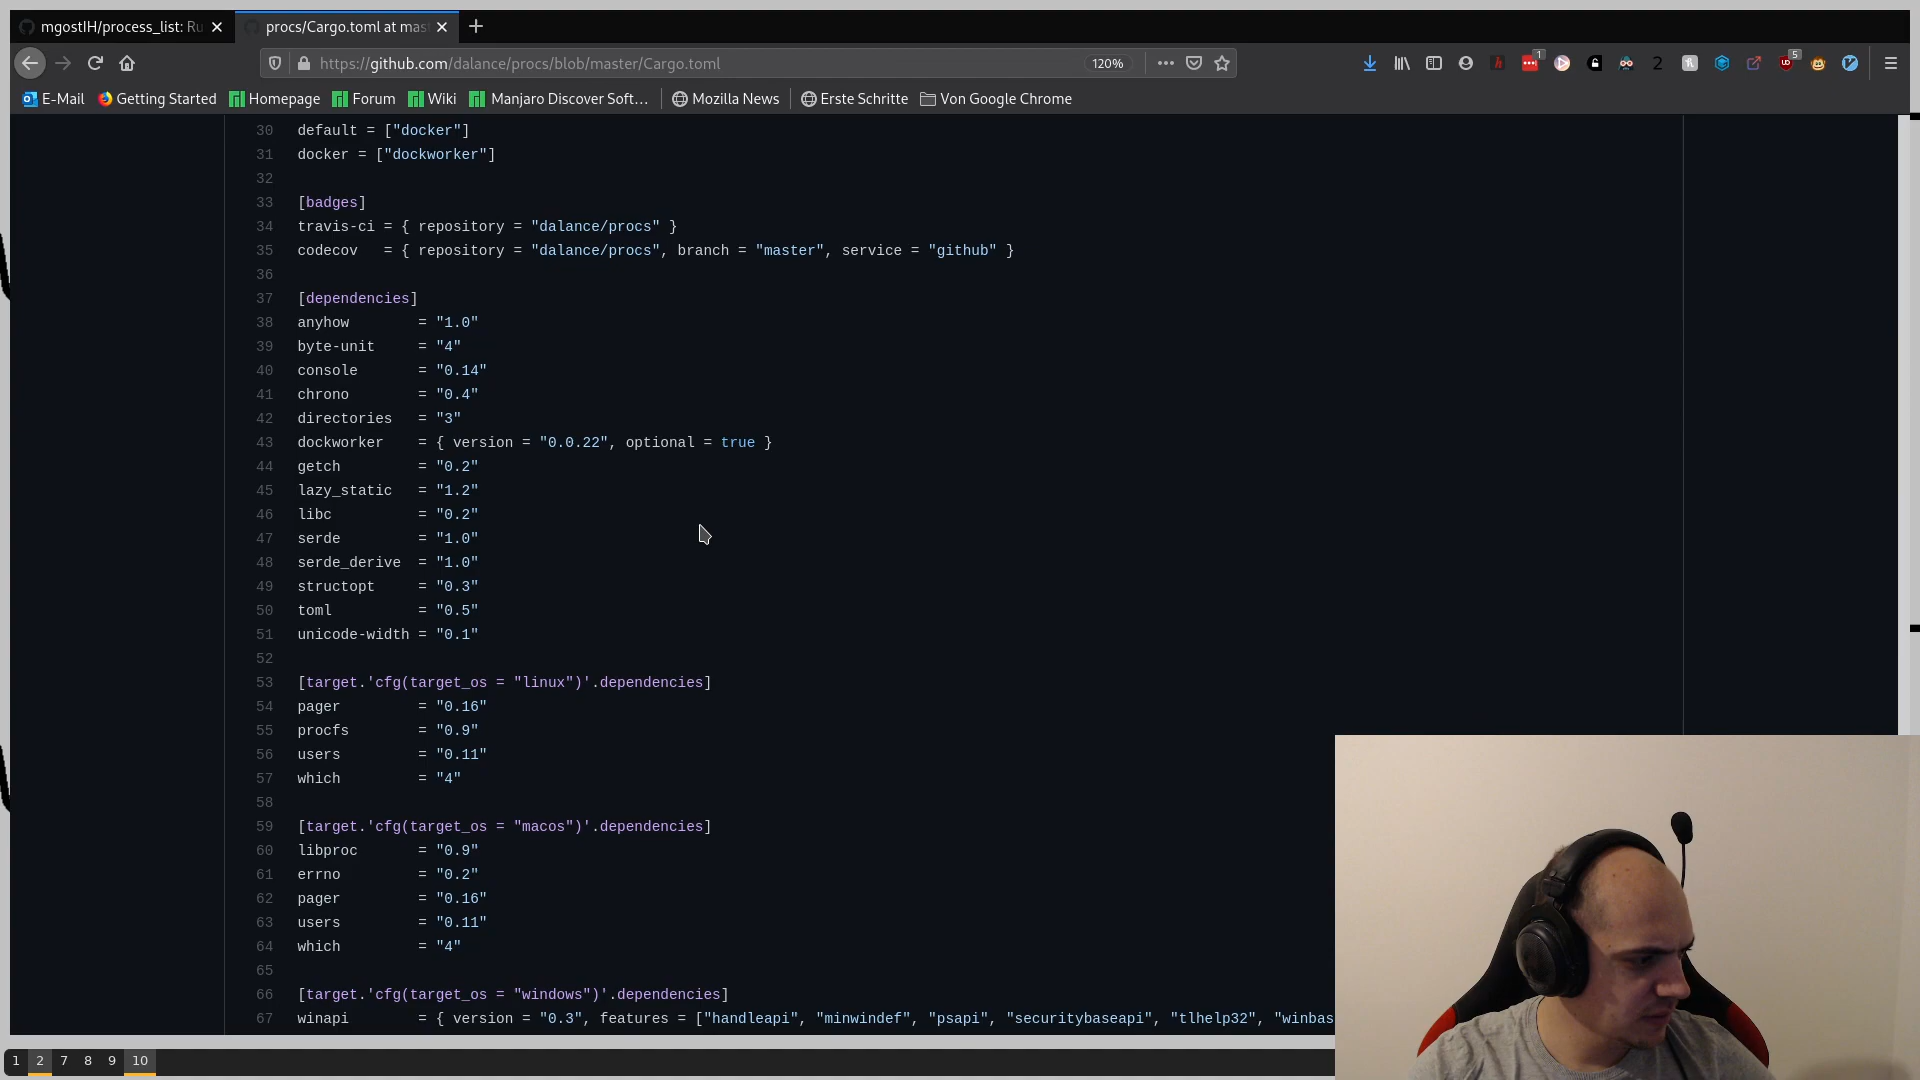 mgostIH/process_list: Ru
procs/Cargo.toml at mas
https://github.com/dalance/procs/blob/master/Cargo.toml
120%
1
2
5
E-Mail
Getting Started
Homepage
Forum
Wiki
Manjaro Discover Soft…
Mozilla News
Erste Schritte
Von Google Chrome
30 default = ["docker"]
31 docker = ["dockworker"]
32
33 [badges]
34 travis-ci = { repository = "dalance/procs" }
35 codecov   = { repository = "dalance/procs", branch = "master", service = "github" }
36
37 [dependencies]
38 anyhow        = "1.0"
39 byte-unit     = "4"
40 console       = "0.14"
41 chrono        = "0.4"
42 directories   = "3"
43 dockworker    = { version = "0.0.22", optional = true }
44 getch         = "0.2"
45 lazy_static   = "1.2"
46 libc          = "0.2"
47 serde         = "1.0"
48 serde_derive  = "1.0"
49 structopt     = "0.3"
50 toml          = "0.5"
51 unicode-width = "0.1"
52
53 [target.'cfg(target_os = "linux")'.dependencies]
54 pager         = "0.16"
55 procfs        = "0.9"
56 users         = "0.11"
57 which         = "4"
58
59 [target.'cfg(target_os = "macos")'.dependencies]
60 libproc       = "0.9"
61 errno         = "0.2"
62 pager         = "0.16"
63 users         = "0.11"
64 which         = "4"
65
66 [target.'cfg(target_os = "windows")'.dependencies]
67 winapi        = { version = "0.3", features = ["handleapi", "minwindef", "psapi", "securitybaseapi", "tlhelp32", "winbas
1 2 7 8 9 10